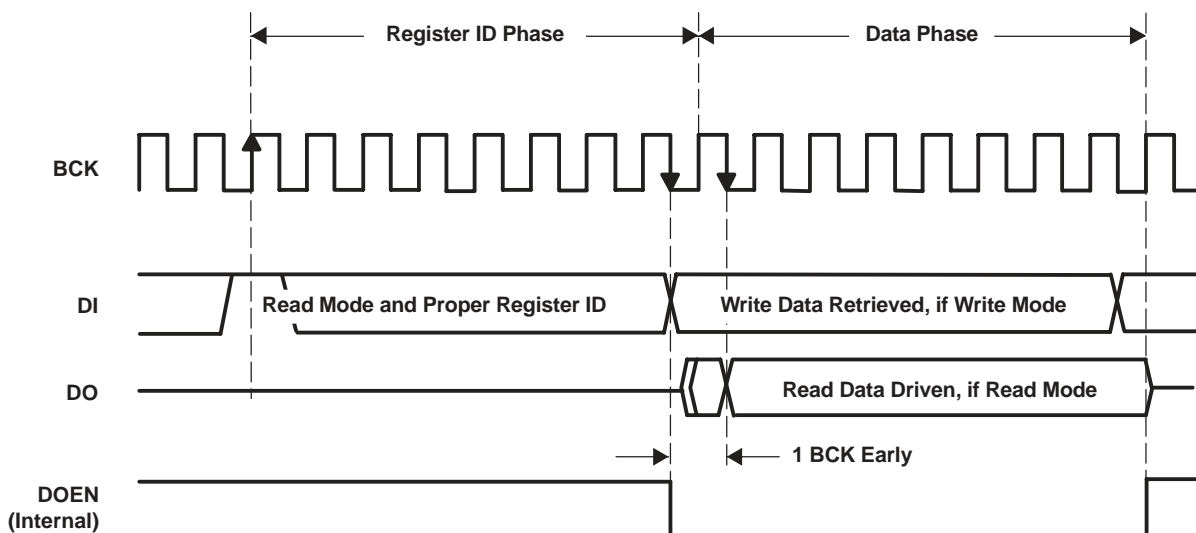 Register ID Phase
Data Phase
BCK
DI
Read Mode and Proper Register ID
Write Data Retrieved, if Write Mode
DO
Read Data Driven, if Read Mode
1 BCK Early
DOEN
(Internal)